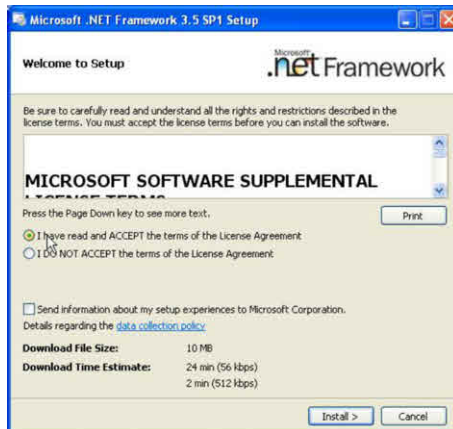 Microsoft .NET Framework 3.5 SP1 Setup
Welcome to Setup
Microsoft
.net Framework
Be sure to carefully read and understand all the rights and restrictions described in the
license terms. You must accept the license terms before you can install the software.
MICROSOFT SOFTWARE SUPPLEMENTAL
LICENSE TERMS
Press the Page Down key to see more text.
Print
I have read and ACCEPT the terms of the License Agreement
I DO NOT ACCEPT the terms of the License Agreement
Send information about my setup experiences to Microsoft Corporation.
Details regarding the data collection policy
Download File Size: 10 MB
Download Time Estimate: 24 min (56 kbps)
2 min (512 kbps)
Install >
Cancel